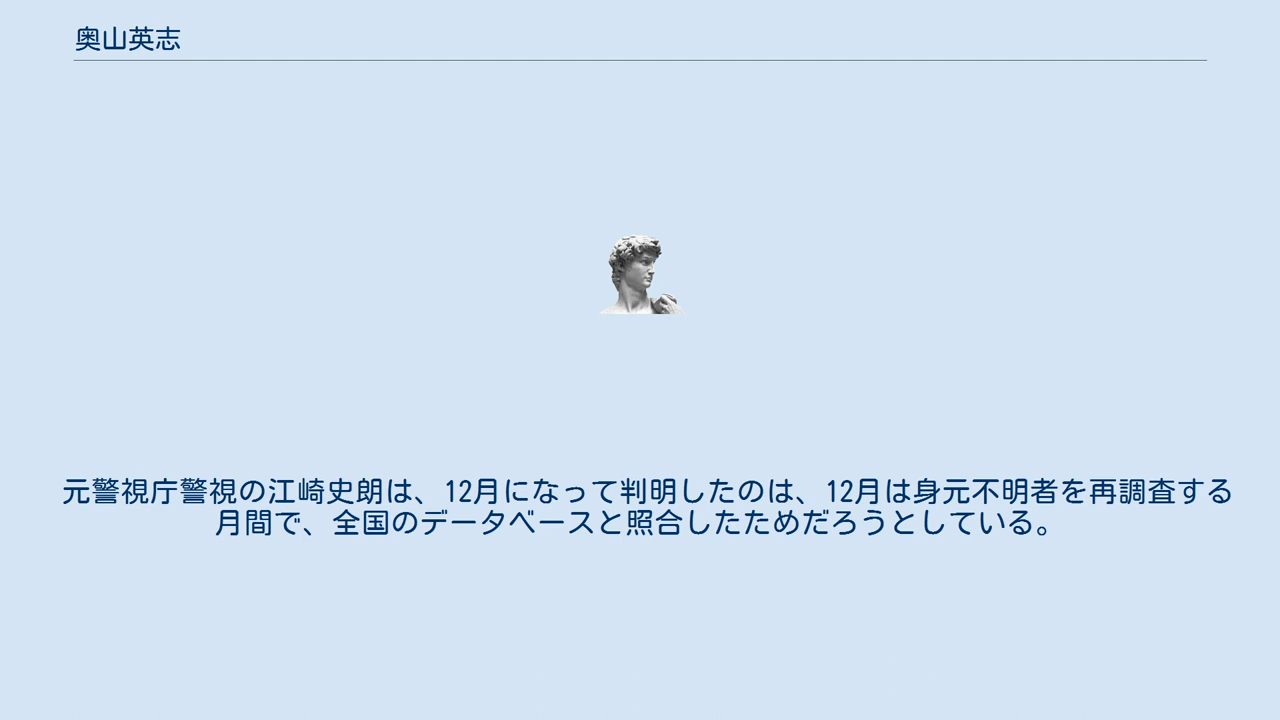 奥山英志
元警視庁警視の江崎史朗は、12月になって判明したのは、12月は身元不明者を再調査する
月間で、全国のデータベースと照合したためだろうとしている。